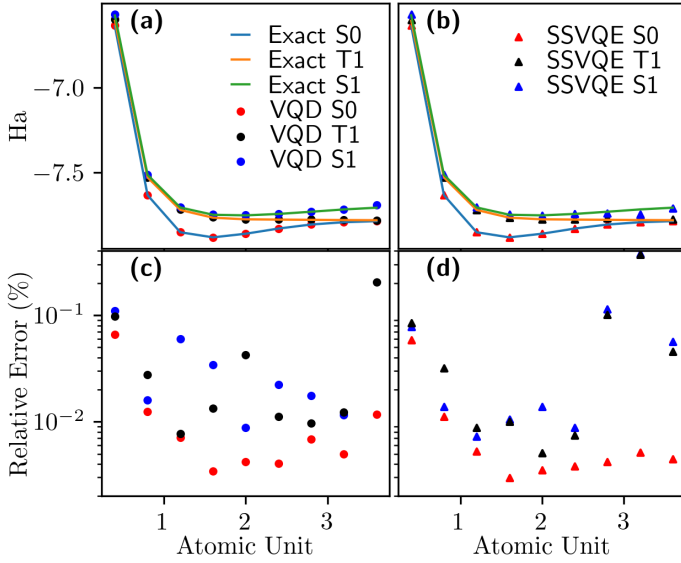 (a)
Exact S0
Exact T1
Exact S1
VQD S0
VQD T1
VQD S1
(b)
SSVQE S0
SSVQE T1
SSVQE S1
Ha
−7.0
−7.5
(c)
(d)
Relative Error (%)
10⁻¹
10⁻²
1 2 3
1 2 3
Atomic Unit
Atomic Unit